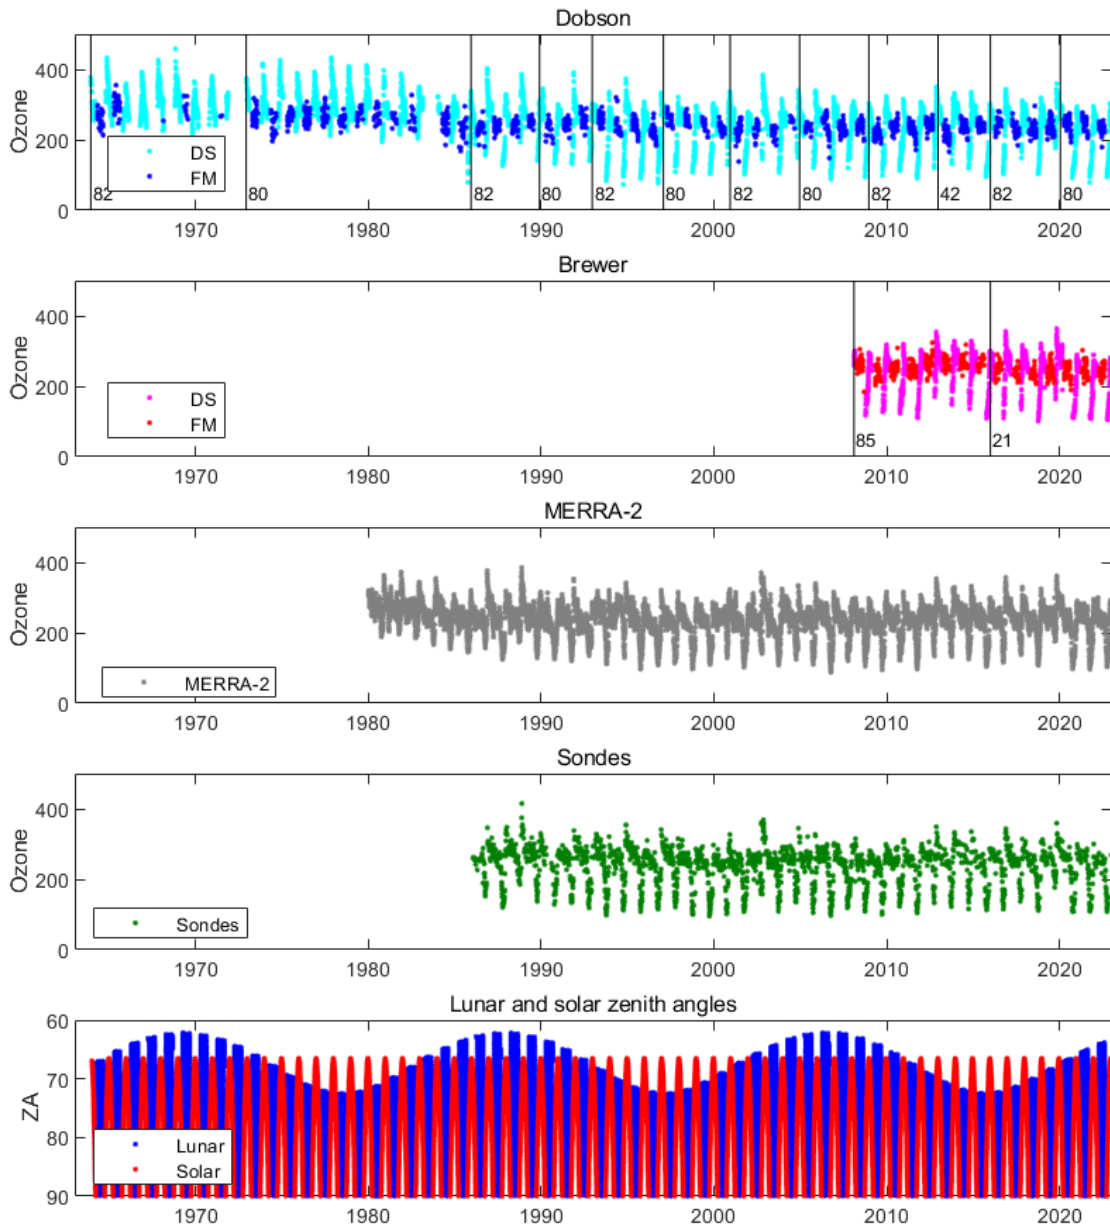 Dobson
400
200
0
Ozone
DS
FM
82 80 82 80 82 80 82 80 82 42 82 80
1970 1980 1990 2000 2010 2020
Brewer
400
200
0
Ozone
DS
FM
85 21
1970 1980 1990 2000 2010 2020
MERRA-2
400
200
0
Ozone
MERRA-2
1970 1980 1990 2000 2010 2020
Sondes
400
200
0
Ozone
Sondes
1970 1980 1990 2000 2010 2020
Lunar and solar zenith angles
60
70
80
90
ZA
Lunar
Solar
1970 1980 1990 2000 2010 2020